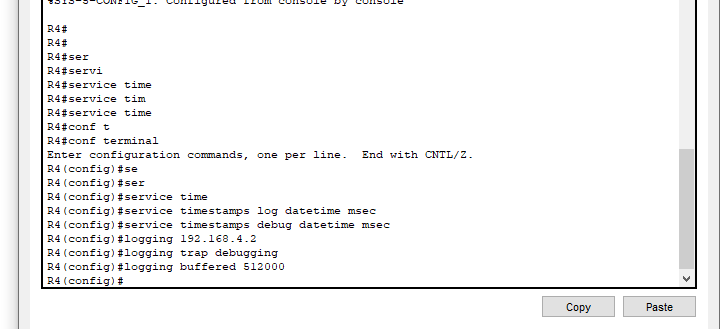 %SYS-5-CONFIG_I: Configured from console by console
R4#
R4#
R4#ser
R4#servi
R4#service time
R4#service tim
R4#service time
R4#conf t
R4#conf terminal
Enter configuration commands, one per line.  End with CNTL/Z.
R4(config)#se
R4(config)#ser
R4(config)#service time
R4(config)#service timestamps log datetime msec
R4(config)#service timestamps debug datetime msec
R4(config)#logging 192.168.4.2
R4(config)#logging trap debugging
R4(config)#logging buffered 512000
R4(config)#
Copy
Paste